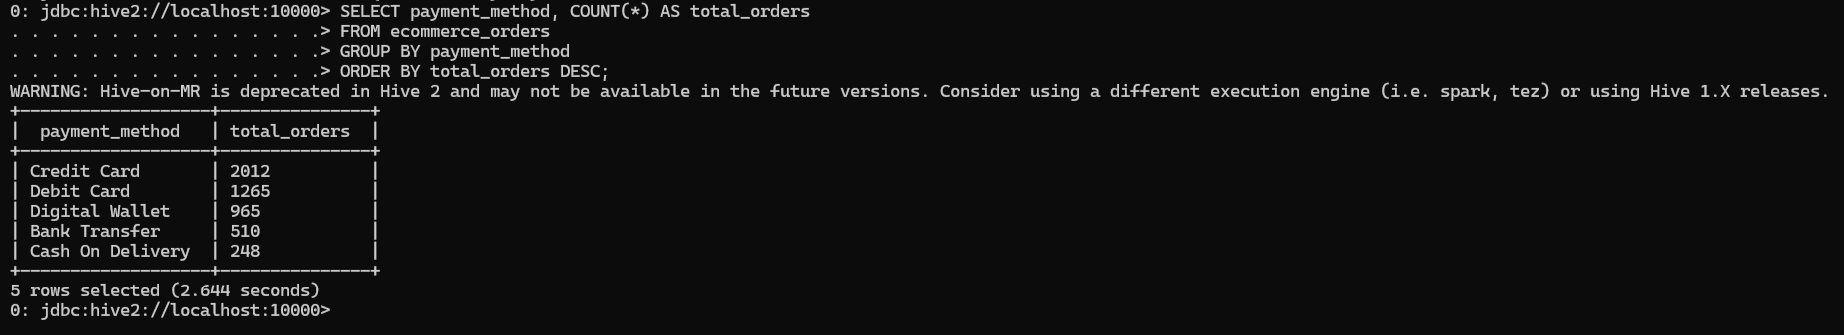 0: jdbc:hive2://localhost:10000> SELECT payment_method, COUNT(*) AS total_orders
. . . . . . . . . . . . . . . .> FROM ecommerce_orders
. . . . . . . . . . . . . . . .> GROUP BY payment_method
. . . . . . . . . . . . . . . .> ORDER BY total_orders DESC;
WARNING: Hive-on-MR is deprecated in Hive 2 and may not be available in the future versions. Consider using a different execution engine (i.e. spark, tez) or using Hive 1.X releases.
+-------------------+---------------+
|  payment_method   | total_orders  |
+-------------------+---------------+
| Credit Card       | 2012          |
| Debit Card        | 1265          |
| Digital Wallet    | 965           |
| Bank Transfer     | 510           |
| Cash On Delivery  | 248           |
+-------------------+---------------+
5 rows selected (2.644 seconds)
0: jdbc:hive2://localhost:10000>